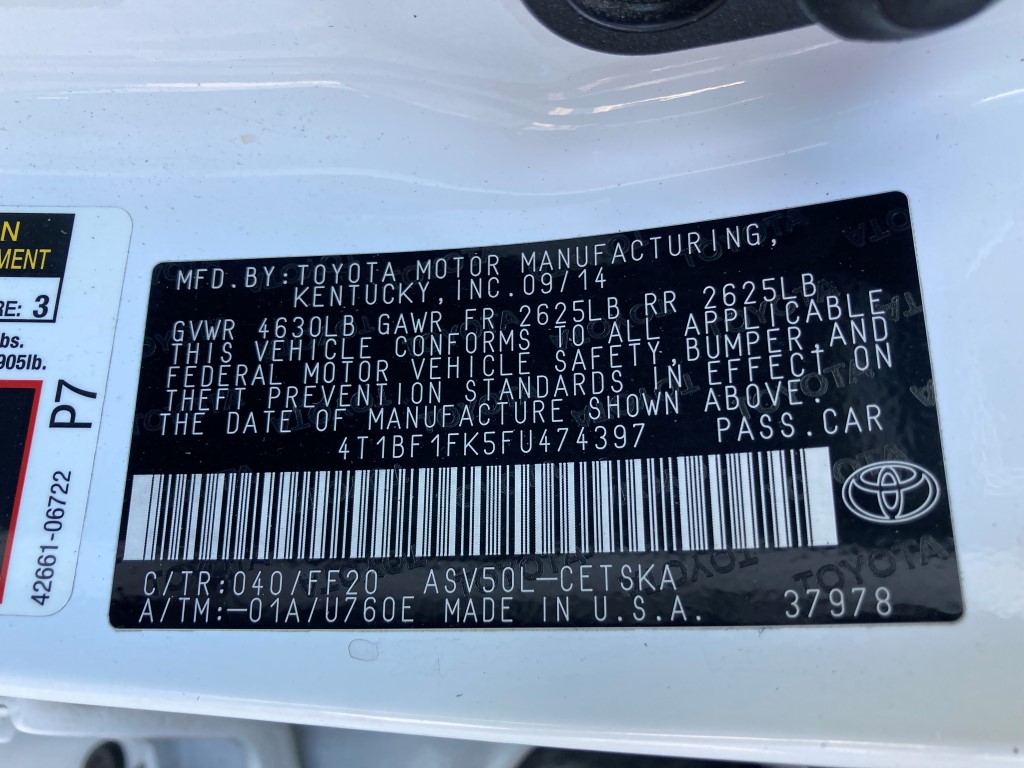 N
MENT
RE: 3
bs.
905lb.
P7
42661-06722
MFD.BY:TOYOTA MOTOR MANUFACTURING,
KENTUCKY, INC. 09/14
GVWR 4630LB GAWR FR 2625LB RR 2625LB
THIS VEHICLE CONFORMS TO ALL APPLICABLE
FEDERAL MOTOR VEHICLE SAFETY, BUMPER, AND
THEFT PREVENTION STANDARDS IN EFFECT ON
THE DATE OF MANUFACTURE SHOWN ABOVE.
4T1BF1FK5FU474397 PASS.CAR
C/TR:040/FF20 ASV50L-CETSKA
A/TM:-01A/U760E MADE IN U.S.A. 37978
TOYOTA